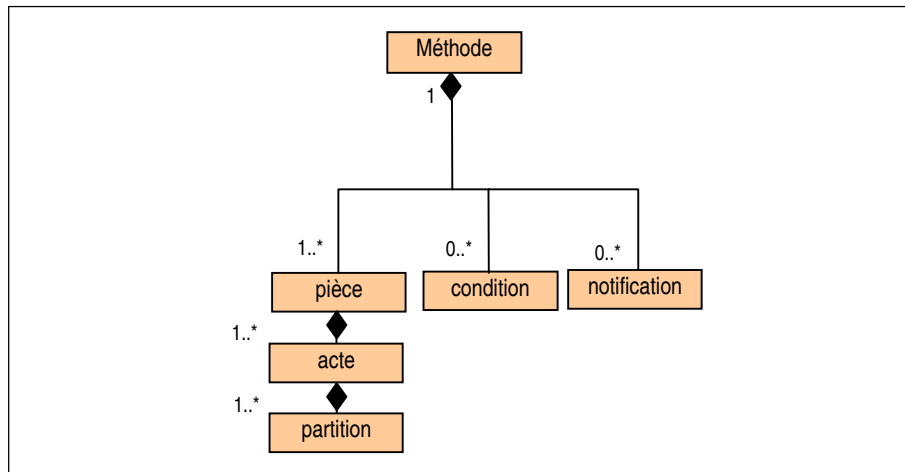 Méthode
1
1..*
0..*
0..*
pièce
condition
notification
1..*
acte
1..*
partition